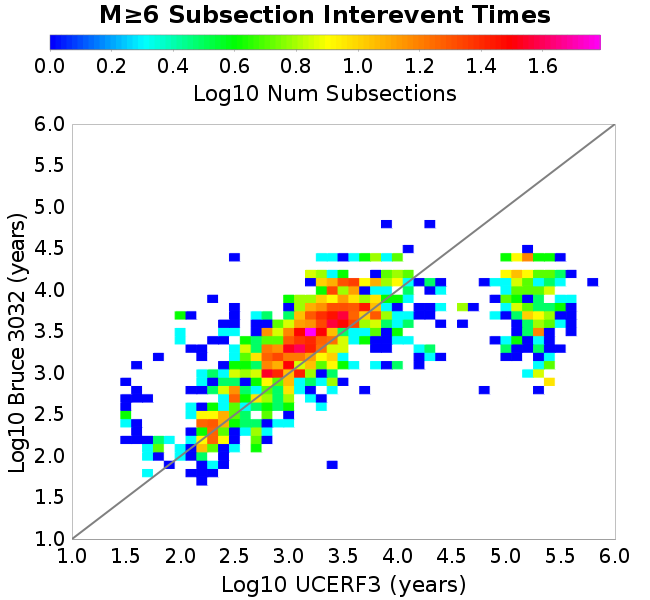 M≥6 Subsection Interevent Times
0.0 0.2 0.4 0.6 0.8 1.0 1.2 1.4 1.6
Log10 Num Subsections
6.0
5.5
5.0
4.5
4.0
3.5
3.0
2.5
2.0
1.5
1.0
Log10 Bruce 3032 (years)
1.0 1.5 2.0 2.5 3.0 3.5 4.0 4.5 5.0 5.5 6.0
Log10 UCERF3 (years)